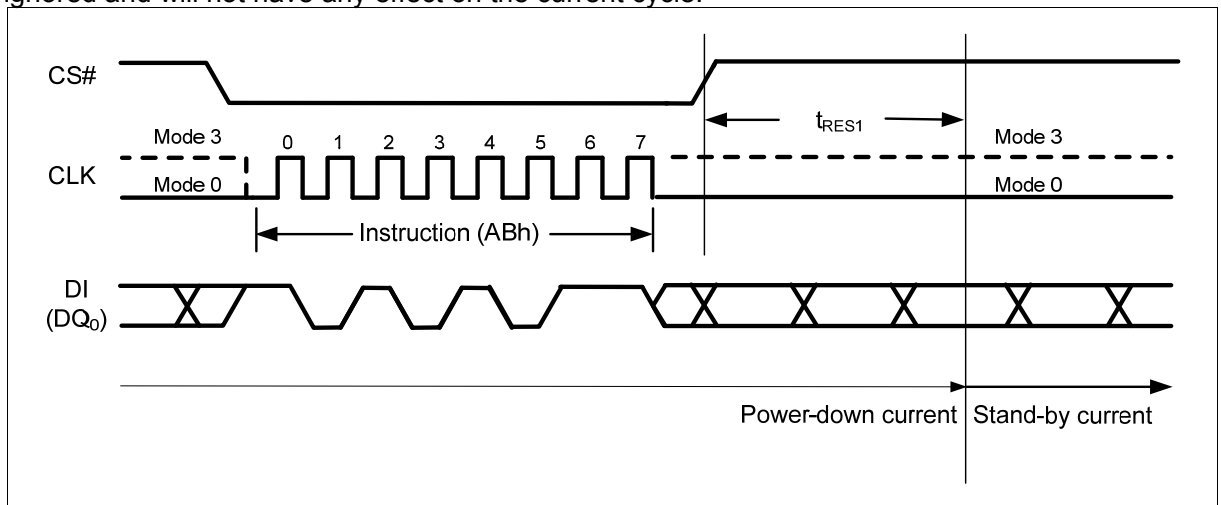 ignored and will not have any effect on the current cycle.
CS#
tRES1
Mode 3
0 1 2 3 4 5 6 7
Mode 3
CLK
Mode 0
Mode 0
Instruction (ABh)
DI
(DQ0)
Power-down current
Stand-by current